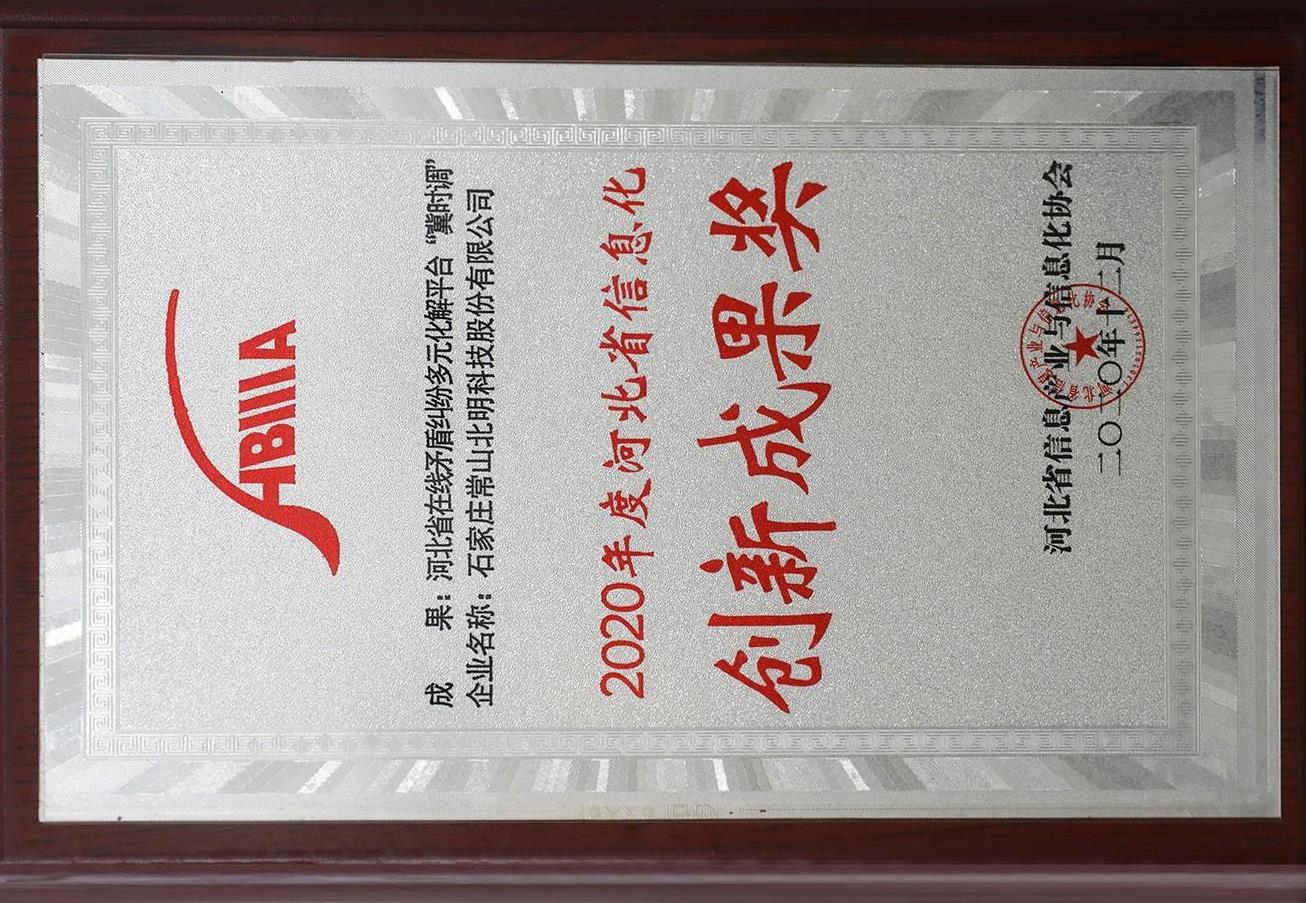 HBIIIA
成 果：河北省在线矛盾纠纷多元化解平台“冀时调”
企业名称：石家庄常山北明科技股份有限公司
2020年度河北省信息化
创新成果奖
河北省信息产业与信息化协会
二〇二〇年十二月